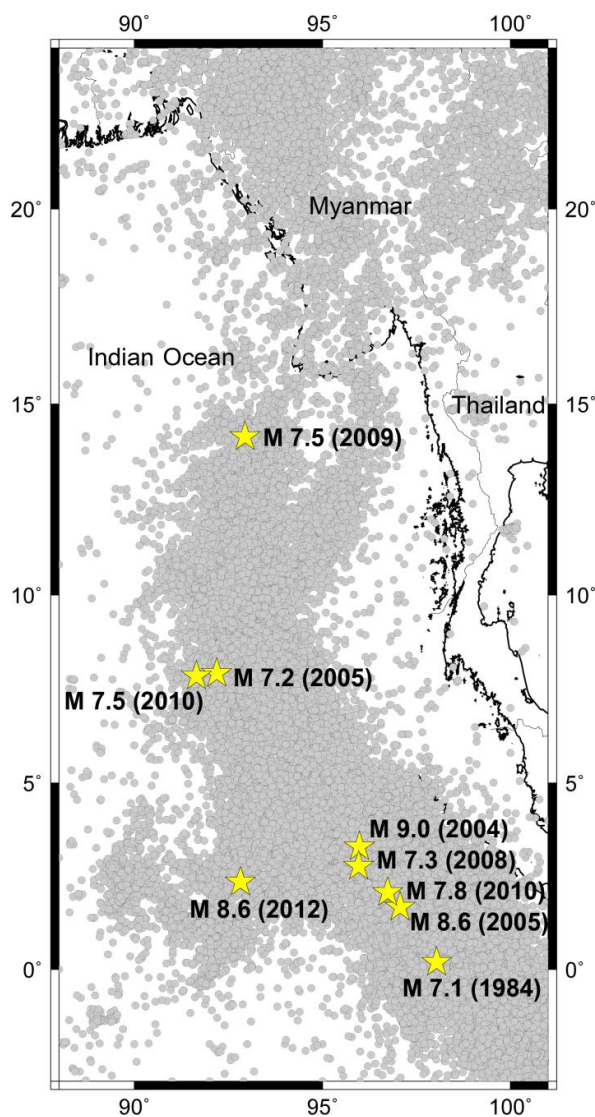 90° 95° 100°
Myanmar
20° 20°
Indian Ocean
15° 15°
Thailand
M 7.5 (2009)
10° 10°
M 7.2 (2005)
M 7.5 (2010)
5° 5°
M 9.0 (2004)
M 7.3 (2008)
M 7.8 (2010)
M 8.6 (2012)
M 8.6 (2005)
0° 0°
M 7.1 (1984)
90° 95° 100°